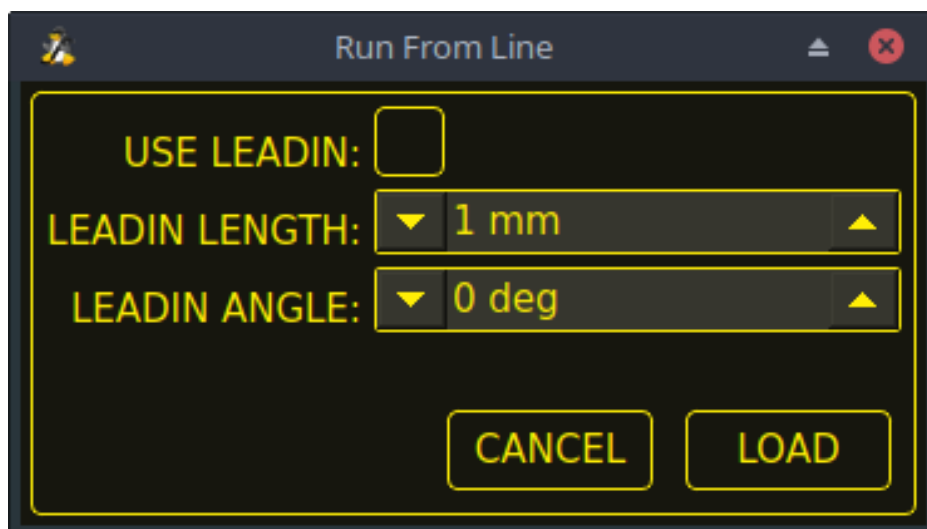 Run From Line
USE LEADIN:
LEADIN LENGTH: 1 mm
LEADIN ANGLE: 0 deg
CANCEL LOAD